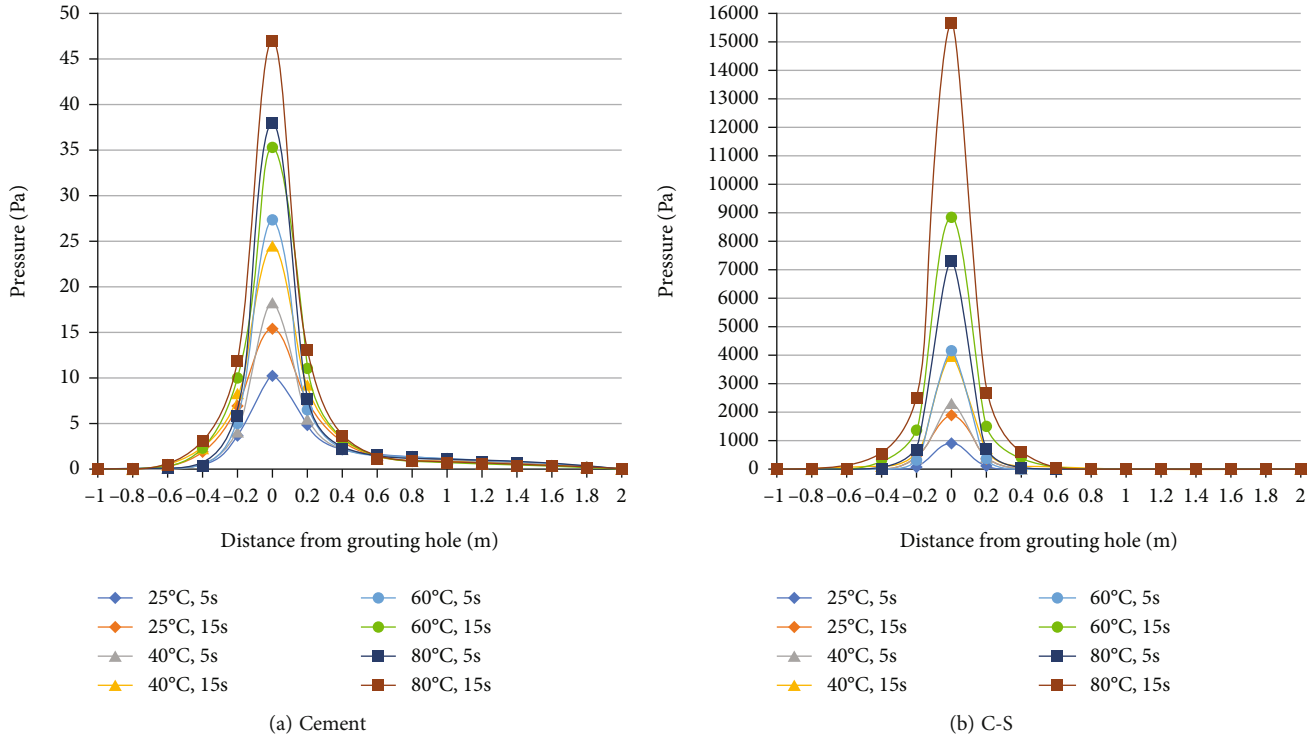 50
45
40
35
30
25
20
15
10
5
0
Pressure (Pa)
−1 −0.8 −0.6 −0.4 −0.2 0 0.2 0.4 0.6 0.8 1 1.2 1.4 1.6 1.8 2
Distance from grouting hole (m)
25°C, 5s
25°C, 15s
40°C, 5s
40°C, 15s
60°C, 5s
60°C, 15s
80°C, 5s
80°C, 15s
(a) Cement
16000
15000
14000
13000
12000
11000
10000
9000
8000
7000
6000
5000
4000
3000
2000
1000
0
Pressure (Pa)
−1 −0.8 −0.6 −0.4 −0.2 0 0.2 0.4 0.6 0.8 1 1.2 1.4 1.6 1.8 2
Distance from grouting hole (m)
25°C, 5s
25°C, 15s
40°C, 5s
40°C, 15s
60°C, 5s
60°C, 15s
80°C, 5s
80°C, 15s
(b) C-S